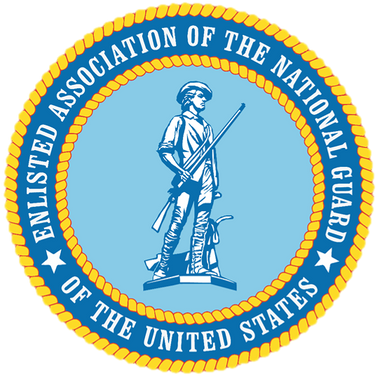 ENLISTED ASSOCIATION OF THE NATIONAL GUARD
OF THE UNITED STATES